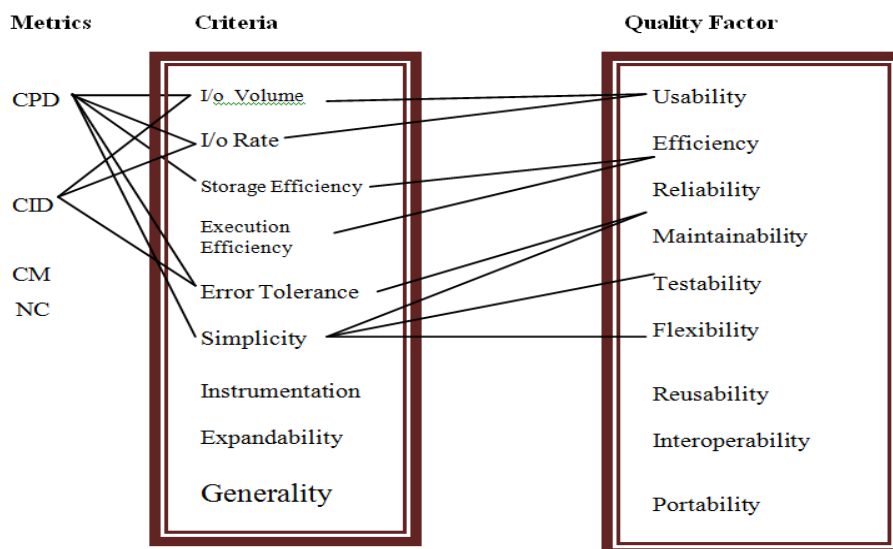 Metrics
Criteria
Quality Factor
CPD
CID
CM
NC
I/o Volume
I/o Rate
Storage Efficiency
Execution
Efficiency
Error Tolerance
Simplicity
Instrumentation
Expandability
Generality
Usability
Efficiency
Reliability
Maintainability
Testability
Flexibility
Reusability
Interoperability
Portability